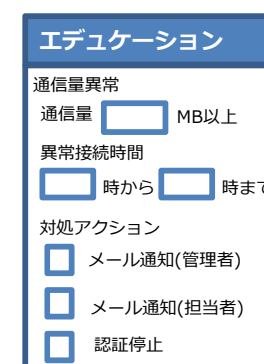 エデュケーション
通信量異常
通信量 MB以上
異常接続時間
時から 時まで
対処アクション
メール通知(管理者)
メール通知(担当者)
認証停止